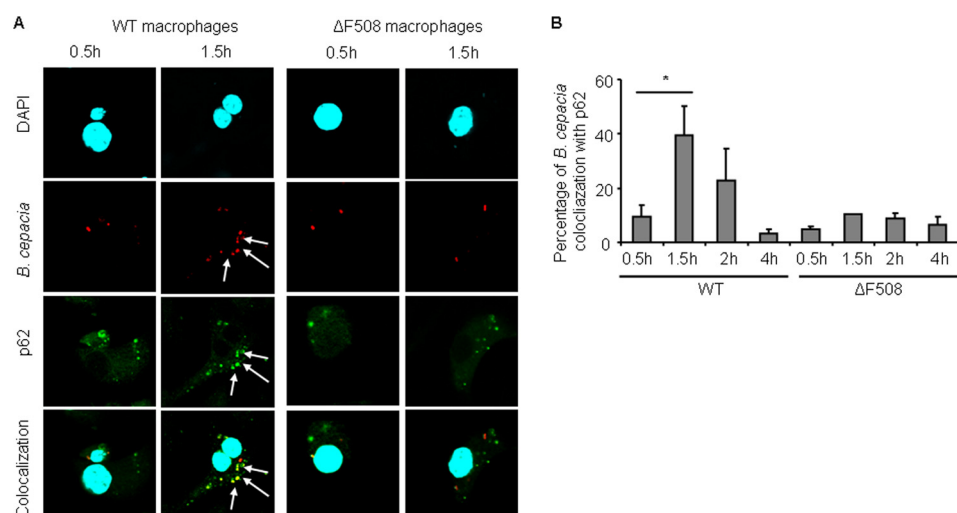 A
WT macrophages
ΔF508 macrophages
0.5h
1.5h
0.5h
1.5h
DAPI
B. cepacia
p62
Colocalization
B
Percentage of B. cepacia
colocliazation with p62
60
40
20
0
*
0.5h
1.5h
2h
4h
0.5h
1.5h
2h
4h
WT
ΔF508